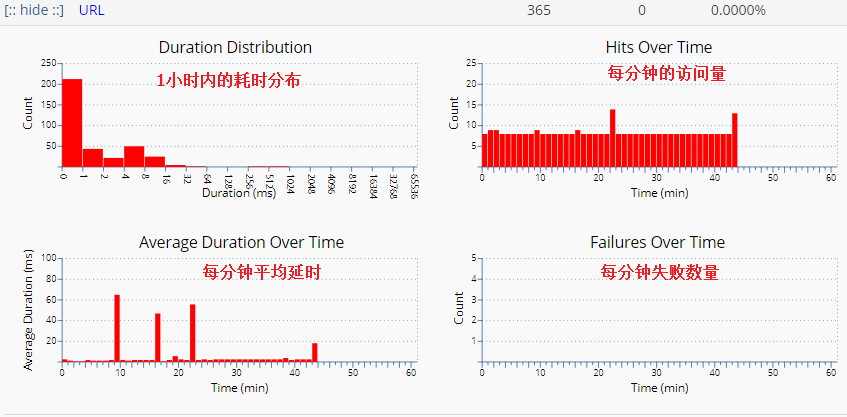 [:: hide ::] URL 365 0 0.0000%
Duration Distribution
1小时内的耗时分布
Count
250
200
150
100
50
0 1 2 4 8 16 32 64 128 256 512 1024 2048 4096 8192 16384 32768 65536
Duration (ms)
Hits Over Time
每分钟的访问量
Count
25
20
15
10
5
0 10 20 30 40 50 60
Time (min)
Average Duration Over Time
每分钟平均延时
Average Duration (ms)
100
80
60
40
20
0 10 20 30 40 50 60
Time (min)
Failures Over Time
每分钟失败数量
Count
5
4
3
2
1
0 10 20 30 40 50 60
Time (min)